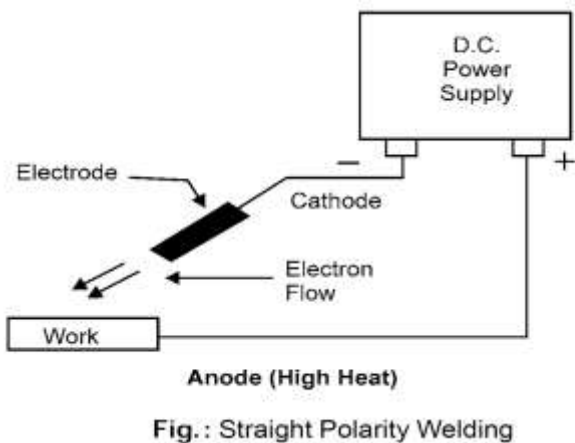 D.C.
Power
Supply
−
+
Electrode
Cathode
Electron
Flow
Work
Anode (High Heat)
Fig.: Straight Polarity Welding